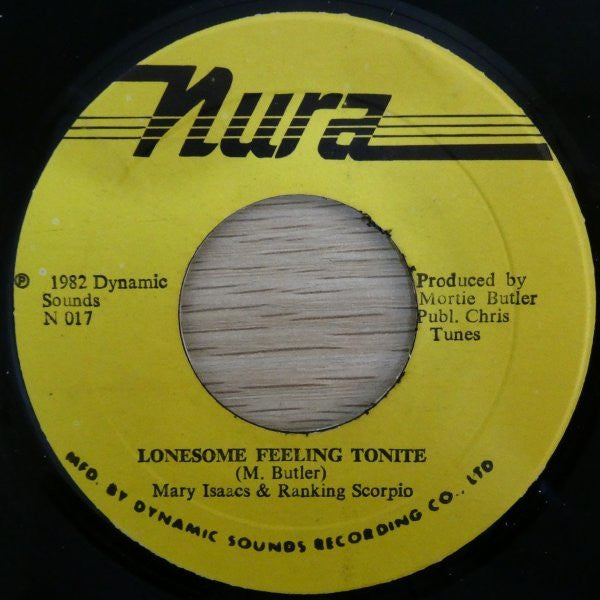 Nura
℗ 1982 Dynamic
Sounds
N 017
Produced by
Mortie Butler
Publ. Chris
Tunes
LONESOME FEELING TONITE
(M. Butler)
Mary Isaacs & Ranking Scorpio
MFD. BY DYNAMIC SOUNDS RECORDING CO., LTD